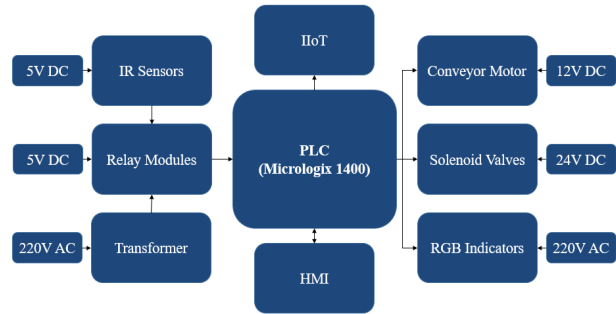 IIoT
5V DC
IR Sensors
Conveyor Motor
12V DC
5V DC
Relay Modules
PLC
(Micrologix 1400)
Solenoid Valves
24V DC
220V AC
Transformer
HMI
RGB Indicators
220V AC